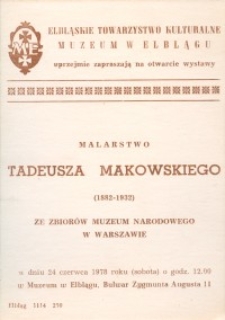 ELBLĄSKIE TOWARZYSTWO KULTURALNE
MUZEUM W ELBLĄGU
uprzejmie zapraszają na otwarcie wystawy
MALARSTWO
TADEUSZA MAKOWSKIEGO
(1882-1932)
ZE ZBIORÓW MUZEUM NARODOWEGO
W WARSZAWIE
w dniu 24 czerwca 1978 roku (sobota) o godz. 12.00
w Muzeum w Elblągu, Bulwar Zygmunta Augusta 11